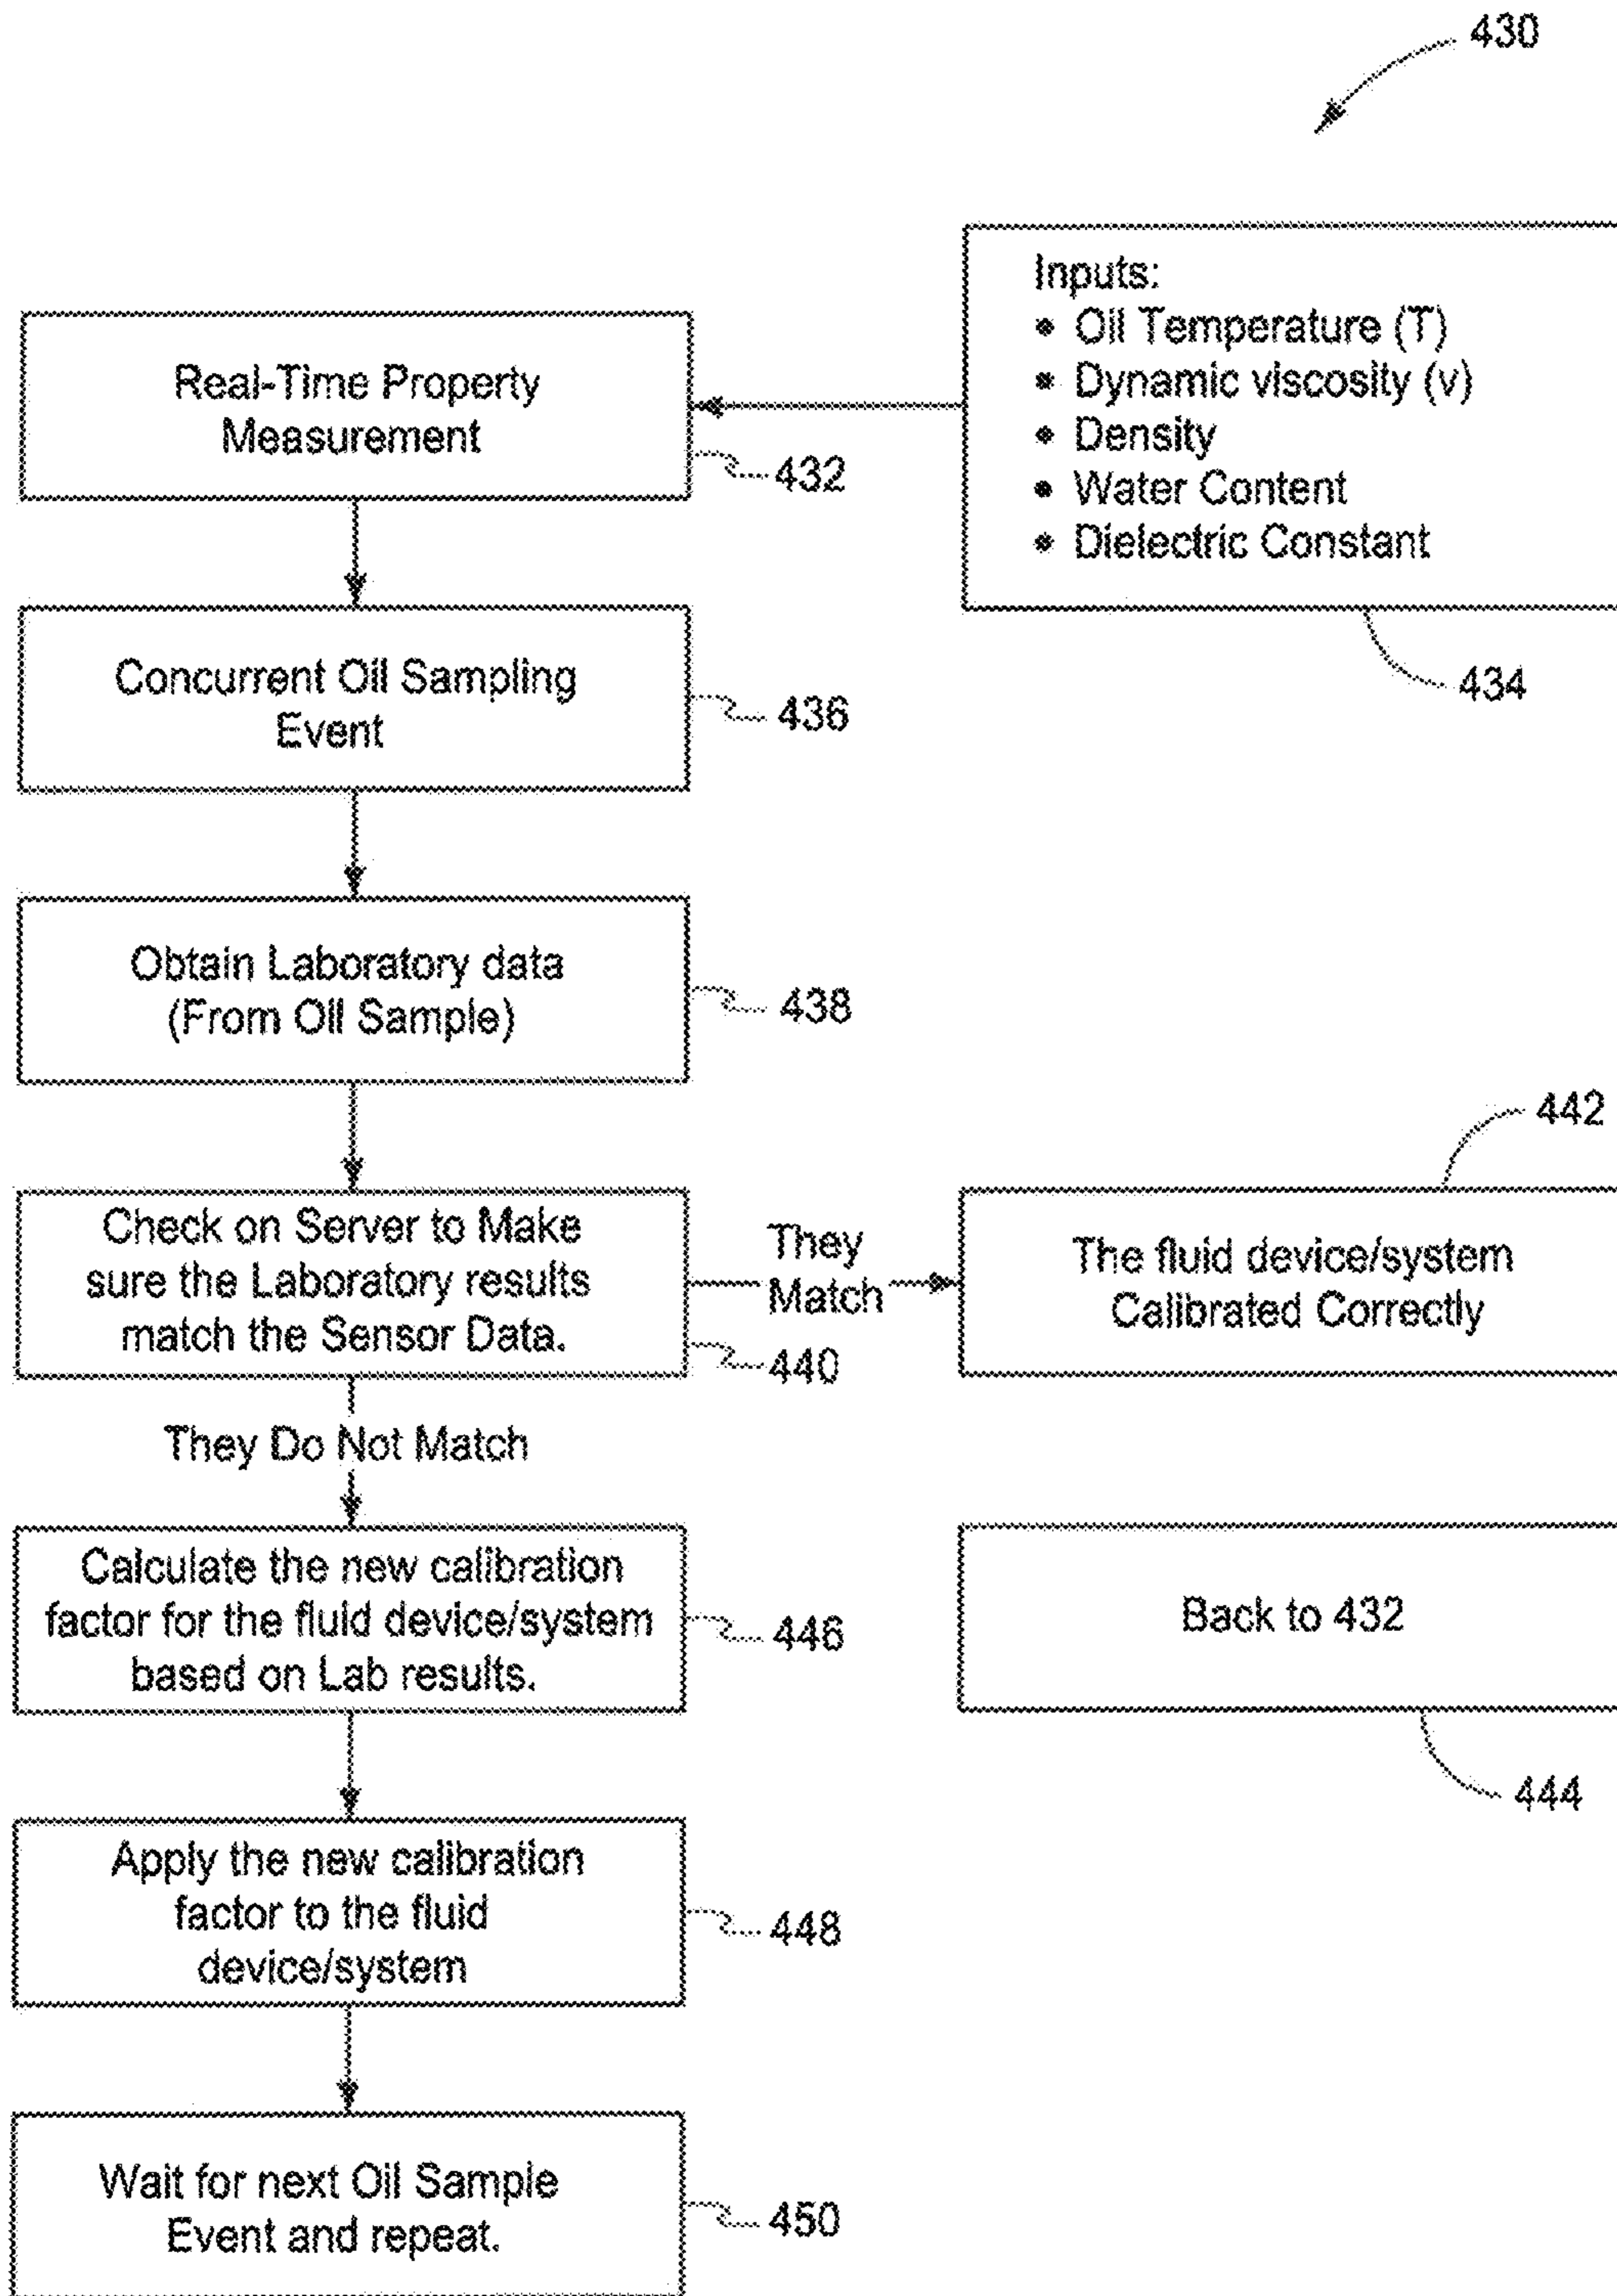 430
Inputs:
• Oil Temperature (T)
• Dynamic viscosity (v)
• Density
• Water Content
• Dielectric Constant
434
Real-Time Property
Measurement
432
Concurrent Oil Sampling
Event
436
Obtain Laboratory data
(From Oil Sample)
438
Check on Server to Make
sure the Laboratory results
match the Sensor Data.
440
They
Match
442
The fluid device/system
Calibrated Correctly
They Do Not Match
Calculate the new calibration
factor for the fluid device/system
based on Lab results.
446
Back to 432
444
Apply the new calibration
factor to the fluid
device/system
448
Wait for next Oil Sample
Event and repeat.
450